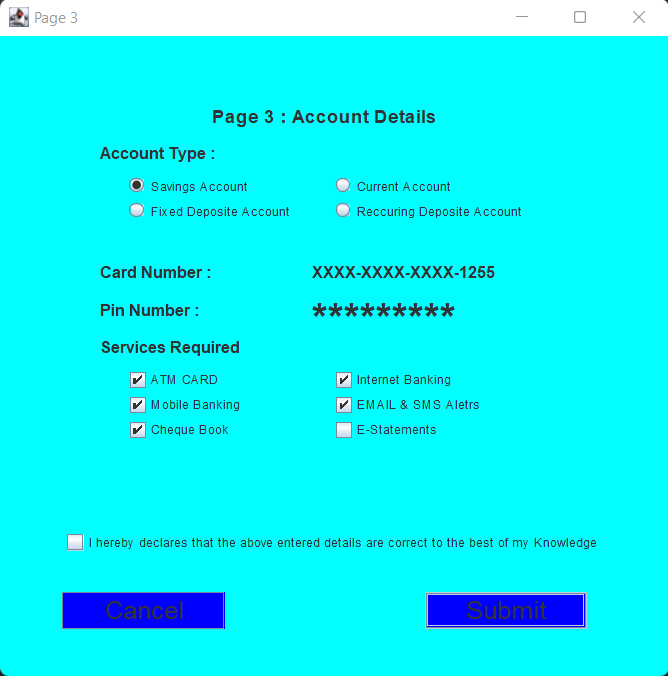 Page 3
Page 3 : Account Details
Account Type :
Savings Account Current Account
Fixed Deposite Account Reccuring Deposite Account
Card Number : XXXX-XXXX-XXXX-1255
Pin Number : *********
Services Required
ATM CARD Internet Banking
Mobile Banking EMAIL & SMS Aletrs
Cheque Book E-Statements
I hereby declares that the above entered details are correct to the best of my Knowledge
Cancel Submit